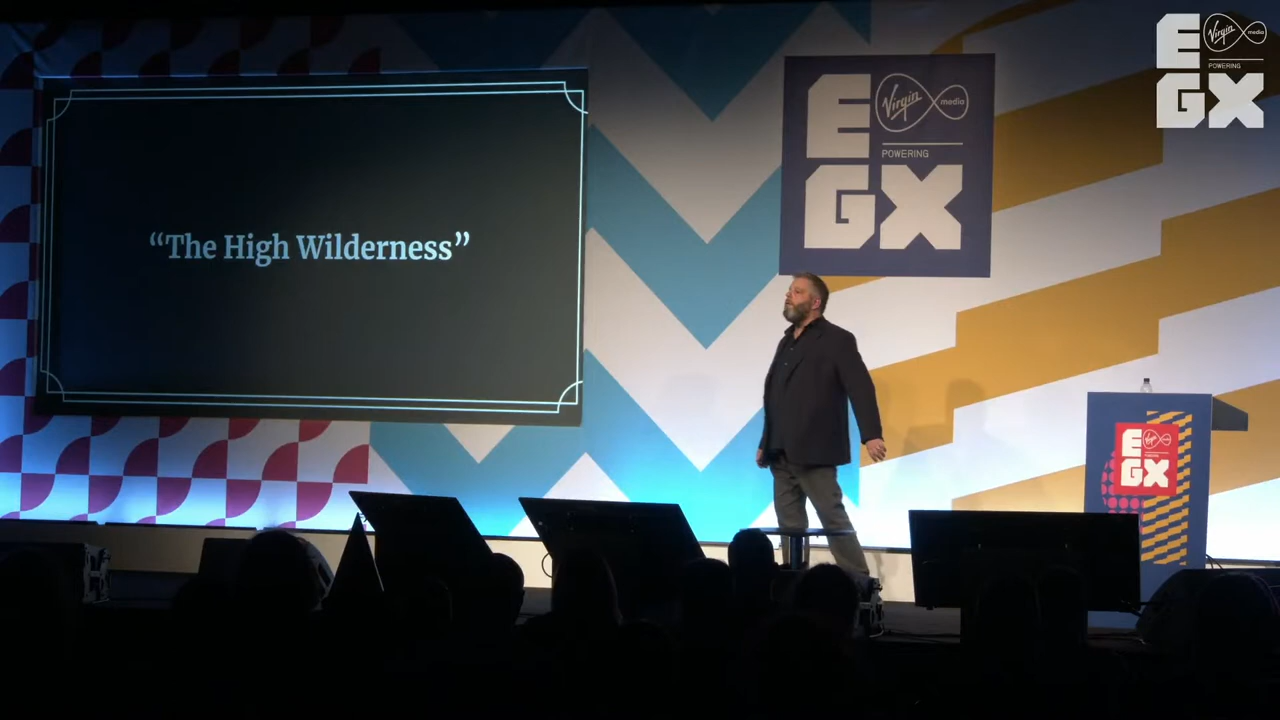 “The High Wilderness”
E
Virgin media
POWERING
GX
E
Virgin media
POWERING
GX
E
GX